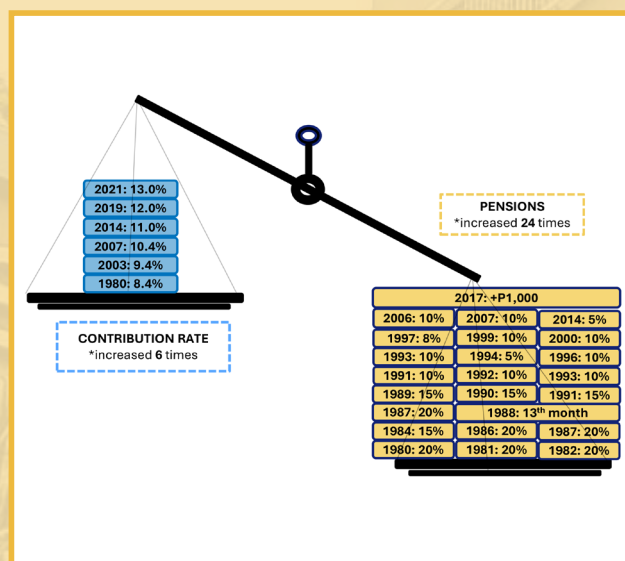 2021: 13.0%
2019: 12.0%
2014: 11.0%
2007: 10.4%
2003: 9.4%
1980: 8.4%
CONTRIBUTION RATE
*increased 6 times
PENSIONS
*increased 24 times
2017: +P1,000
2006: 10% 2007: 10% 2014: 5%
1997: 8% 1999: 10% 2000: 10%
1993: 10% 1994: 5% 1996: 10%
1991: 10% 1992: 10% 1993: 10%
1989: 15% 1990: 15% 1991: 15%
1987: 20% 1988: 13th month
1984: 15% 1986: 20% 1987: 20%
1980: 20% 1981: 20% 1982: 20%